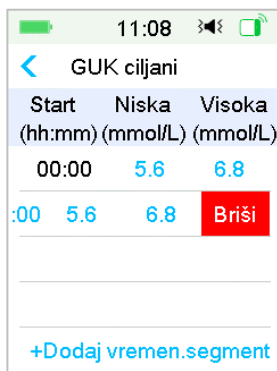 11:08
GUK ciljani
Start Niska Visoka
(hh:mm) (mmol/L) (mmol/L)
00:00 5.6 6.8
:00 5.6 6.8 Briši
+Dodaj vremen.segment